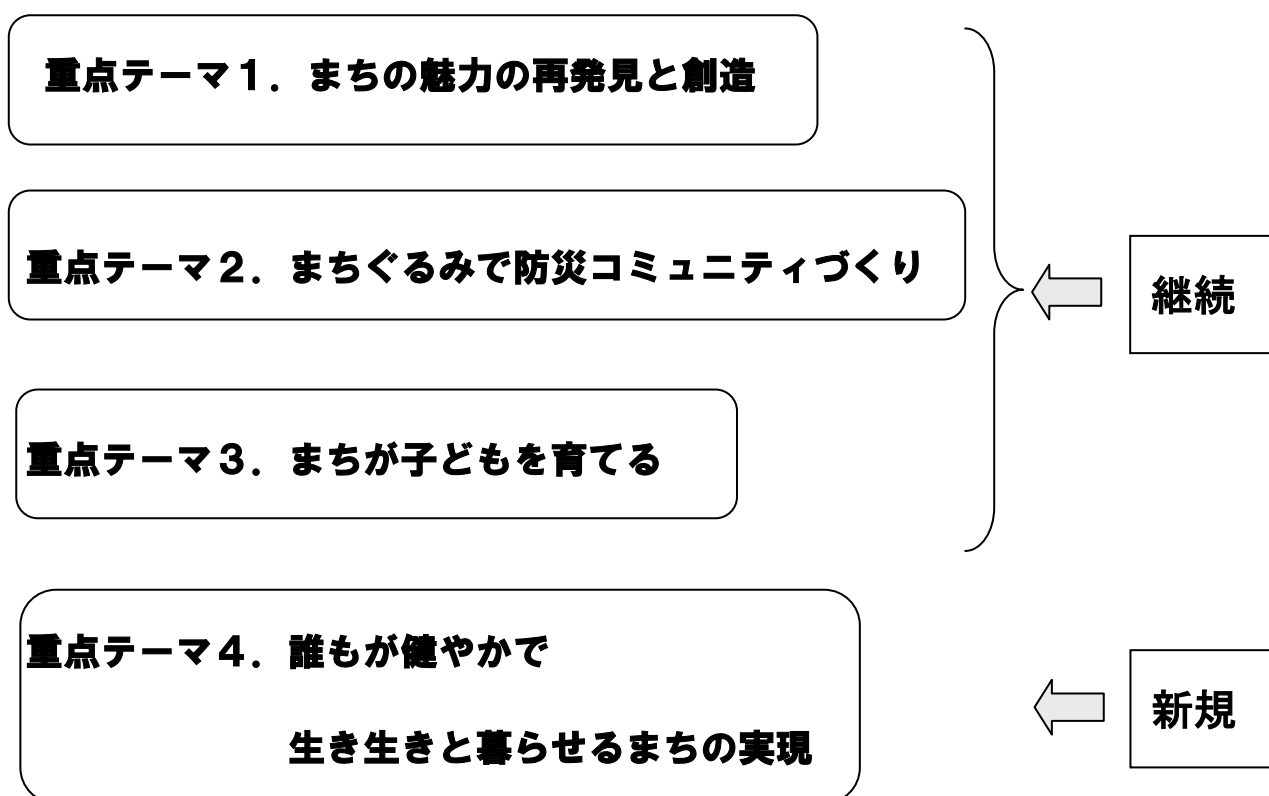 重点テーマ１．まちの魅力の再発見と創造
重点テーマ２．まちぐるみで防災コミュニティづくり
継続
重点テーマ３．まちが子どもを育てる
重点テーマ４．誰もが健やかで
生き生きと暮らせるまちの実現
新規